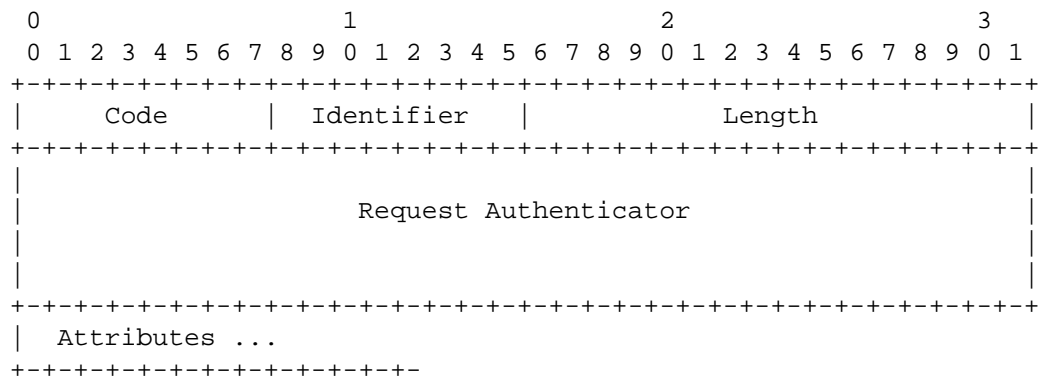 0                   1                   2                   3
 0 1 2 3 4 5 6 7 8 9 0 1 2 3 4 5 6 7 8 9 0 1 2 3 4 5 6 7 8 9 0 1
+-+-+-+-+-+-+-+-+-+-+-+-+-+-+-+-+-+-+-+-+-+-+-+-+-+-+-+-+-+-+-+-+
|     Code      |  Identifier   |            Length             |
+-+-+-+-+-+-+-+-+-+-+-+-+-+-+-+-+-+-+-+-+-+-+-+-+-+-+-+-+-+-+-+-+
|                                                               |
|                     Request Authenticator                     |
|                                                               |
|                                                               |
+-+-+-+-+-+-+-+-+-+-+-+-+-+-+-+-+-+-+-+-+-+-+-+-+-+-+-+-+-+-+-+-+
|  Attributes ...
+-+-+-+-+-+-+-+-+-+-+-+-+-